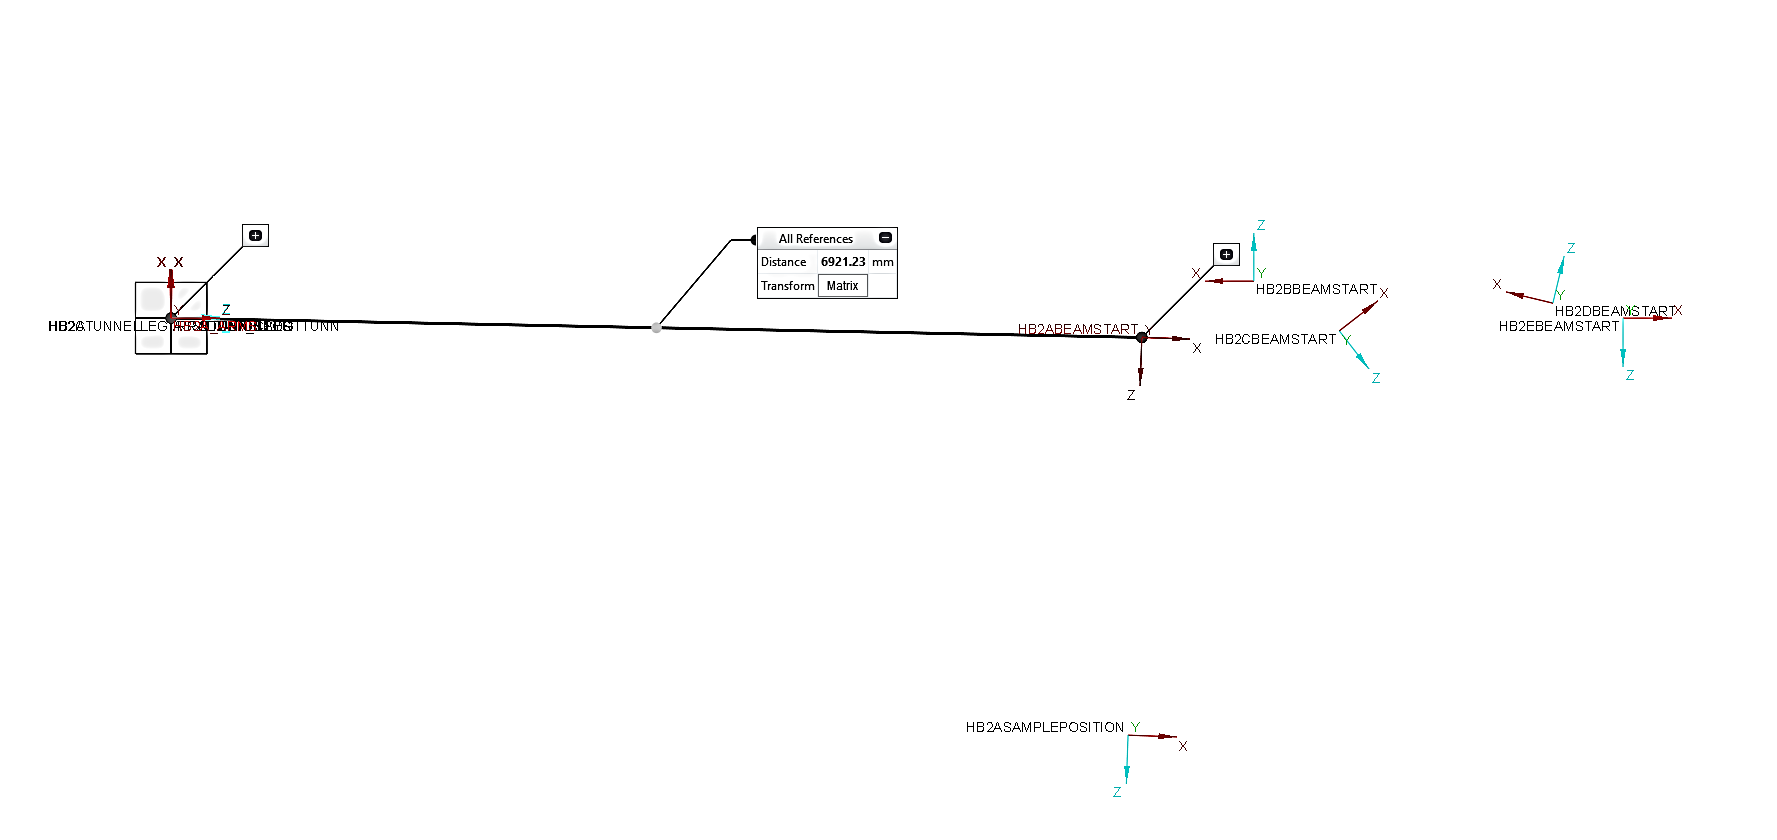 Z
Z
X X
All References
Distance 6921.23 mm
X
Y
HB2BBEAMSTART
X
X
Y
HB2DBEAMSTART
Z
HB2ABEAMSTART Y
HB2EBEAMSTART
Y
X
X
HB2CBEAMSTART
Y
Transform Matrix
Z
Z
Z
HB2ASAMPLEPOSITION Y
X
Z